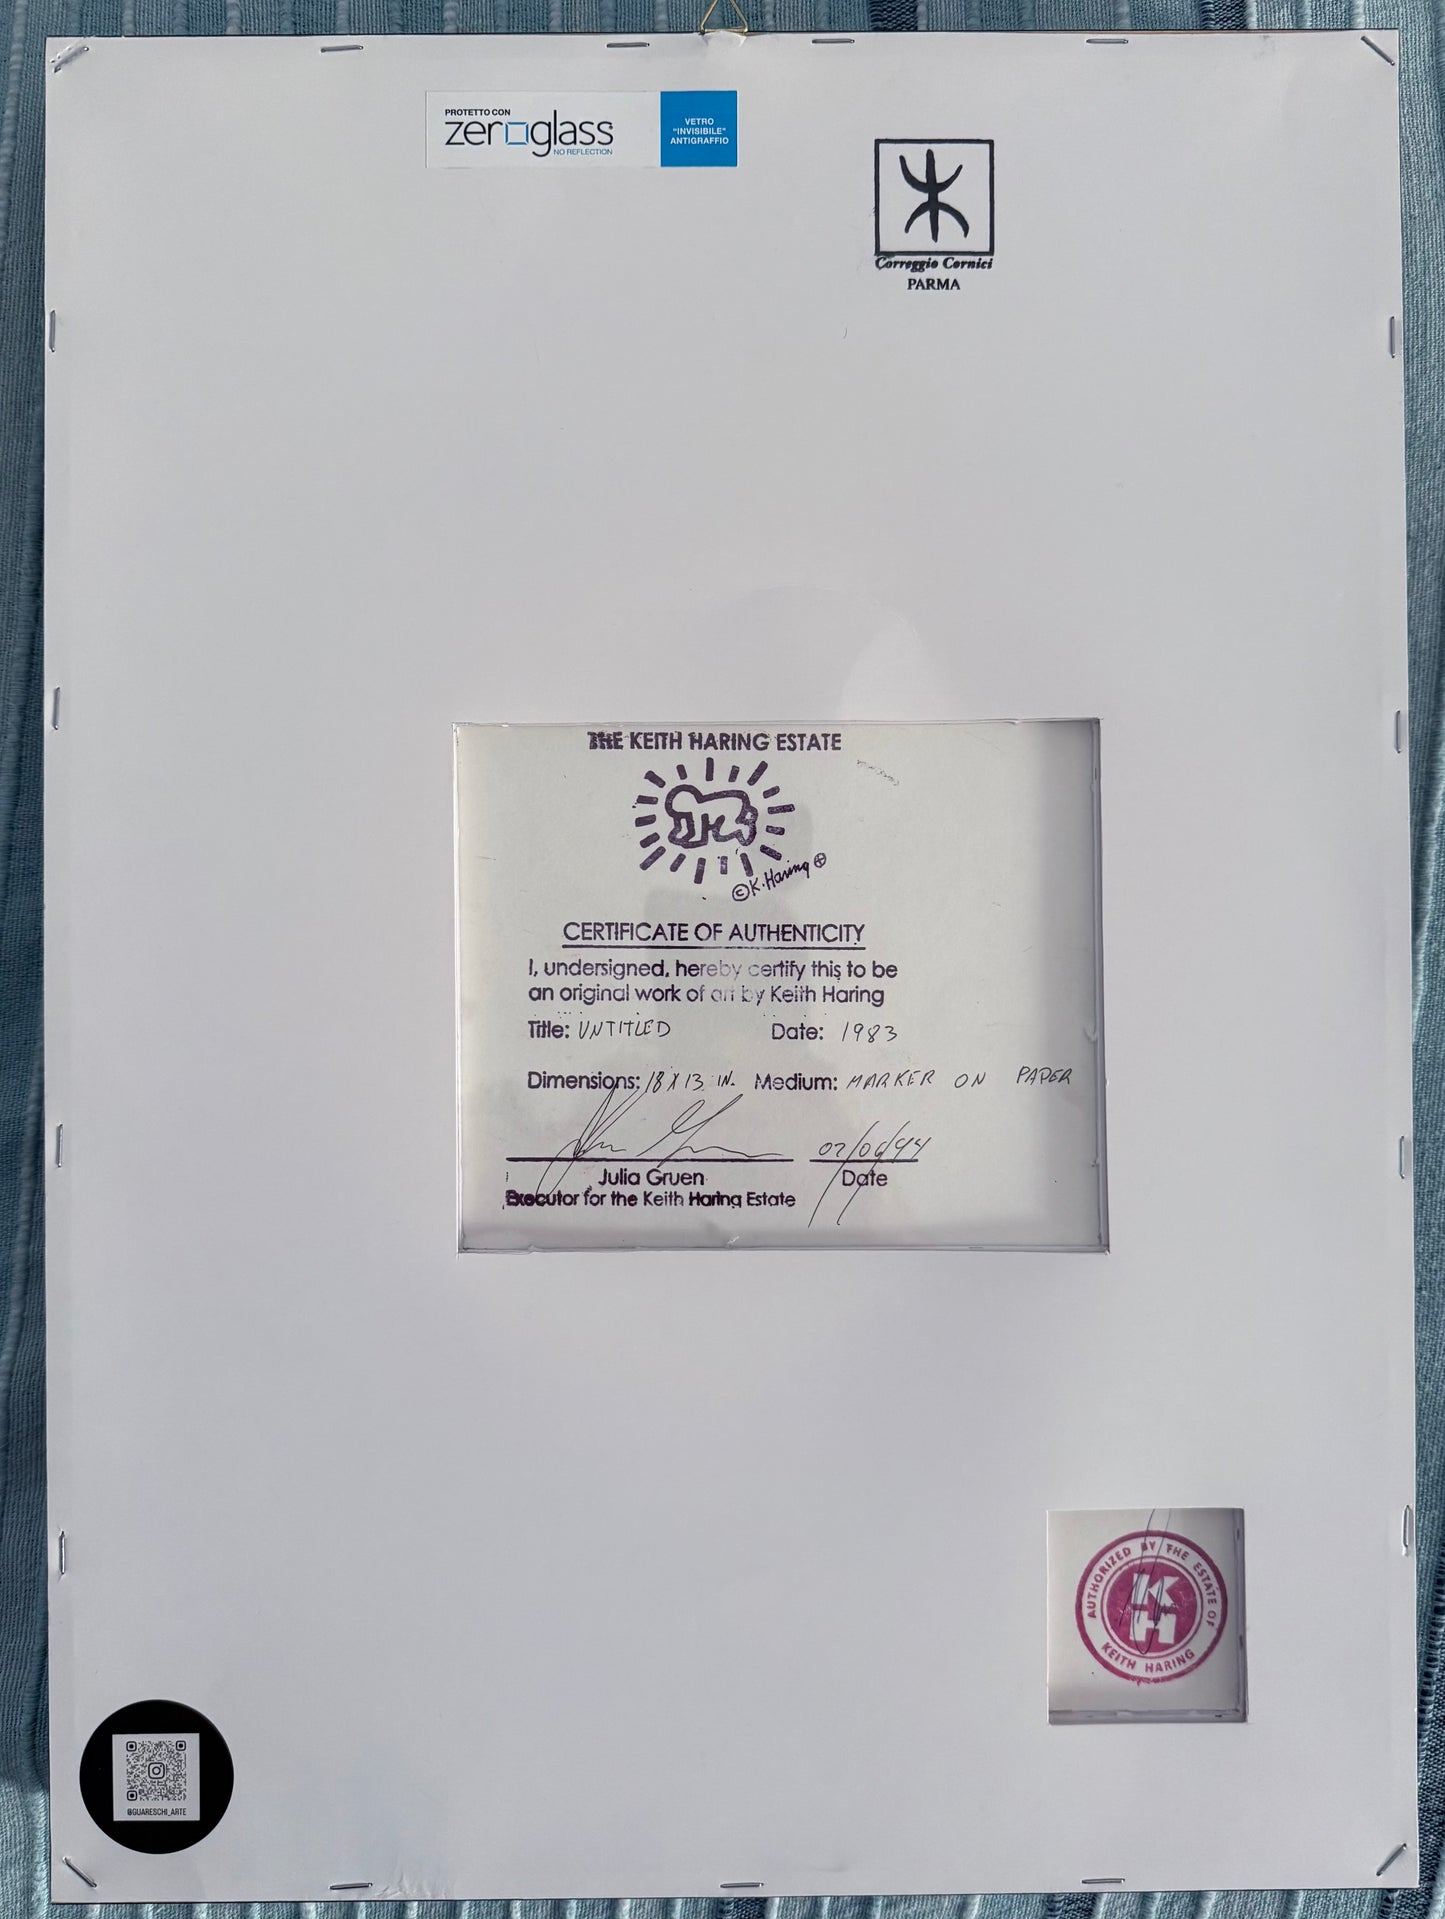 PROTETTO CON
zeroglass
NO REFLECTION
VETRO
"INVISIBILE"
ANTIGRAFFIO
Correggio Cornici
PARMA
THE KEITH HARING ESTATE
©K.Haring
CERTIFICATE OF AUTHENTICITY
I, undersigned, hereby certify this to be
an original work of art by Keith Haring
Title: UNTITLED Date: 1983
Dimensions: 18 X 13 IN. Medium: MARKER ON PAPER
Julia Gruen Date
Executor for the Keith Haring Estate
AUTHORIZED BY THE ESTATE OF
KH
KEITH HARING
@GUARESCHI_ARTE